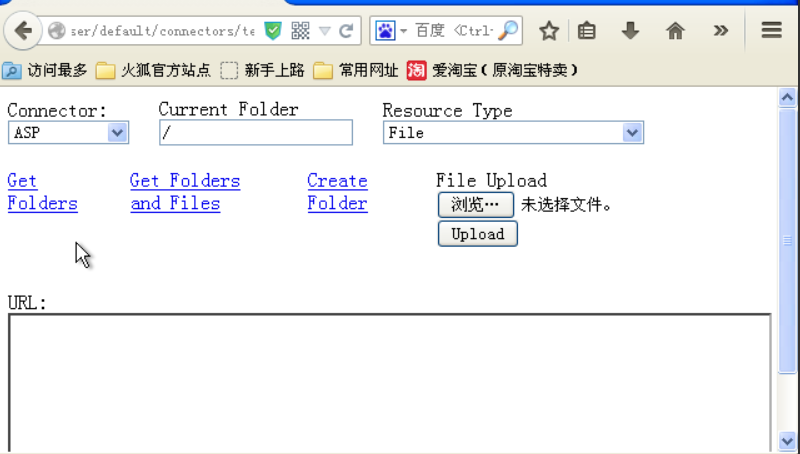 ser/default/connectors/te
百度 <Ctrl-
访问最多 火狐官方站点 新手上路 常用网址 淘 爱淘宝（原淘宝特卖）
Connector: Current Folder Resource Type
ASP / File
Get Folders Get Folders and Files Create Folder File Upload
浏览… 未选择文件。
Upload
URL: